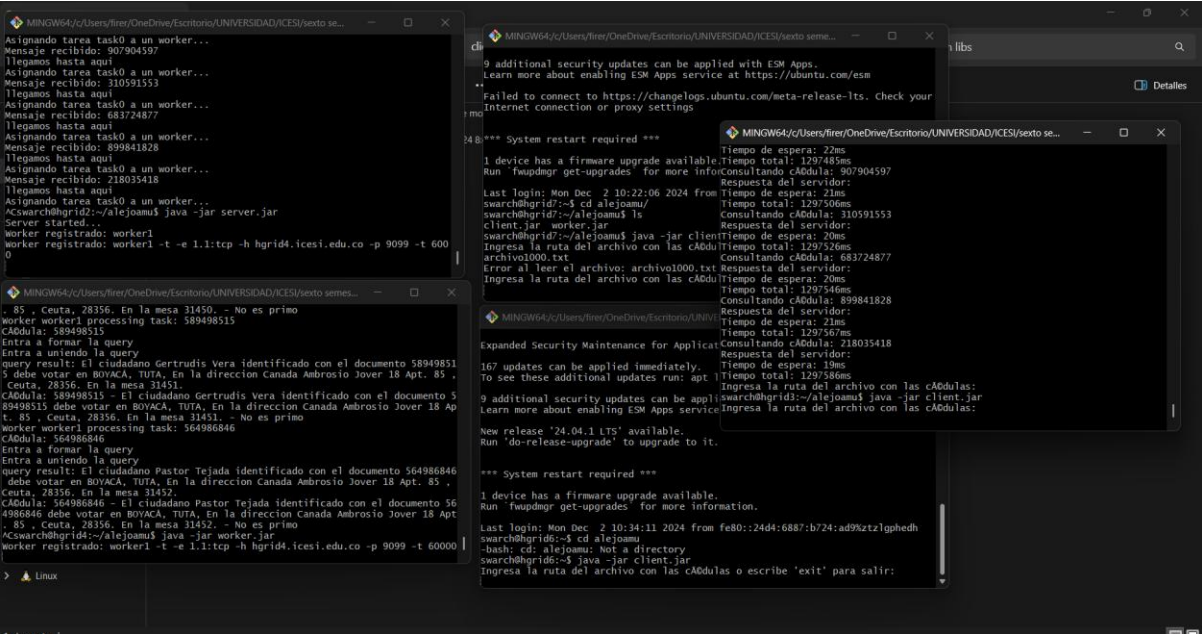 MINGW64:/c/Users/firer/OneDrive/Escritorio/UNIVERSIDAD/ICESI/sexto se...
Asignando tarea task0 a un worker...
Mensaje recibido: 907904597
llegamos hasta aqui
Asignando tarea task0 a un worker...
Mensaje recibido: 310591553
llegamos hasta aqui
Asignando tarea task0 a un worker...
Mensaje recibido: 683724877
llegamos hasta aqui
Asignando tarea task0 a un worker...
Mensaje recibido: 899841828
llegamos hasta aqui
Asignando tarea task0 a un worker...
Mensaje recibido: 218035418
llegamos hasta aqui
Asignando tarea task0 a un worker...
^Cswarch@hgrid2:~/alejoamu$ java -jar server.jar
Server started...
Worker registrado: worker1
Worker registrado: worker1 -t -e 1.1:tcp -h hgrid4.icesi.edu.co -p 9099 -t 600
0
MINGW64:/c/Users/firer/OneDrive/Escritorio/UNIVERSIDAD/ICESI/sexto semes...
. 85 , Ceuta, 28356. En la mesa 31450. - No es primo
Worker worker1 processing task: 589498515
CÃ©dula: 589498515
Entra a formar la query
Entra a uniendo la query
query result: El ciudadano Gertrudis Vera identificado con el documento 58949851
5 debe votar en BOYACÁ, TUTA, En la direccion Canada Ambrosio Jover 18 Apt. 85 ,
Ceuta, 28356. En la mesa 31451.
CÃ©dula: 589498515 - El ciudadano Gertrudis Vera identificado con el documento 5
89498515 debe votar en BOYACÁ, TUTA, En la direccion Canada Ambrosio Jover 18 Ap
t. 85 , Ceuta, 28356. En la mesa 31451. - No es primo
Worker worker1 processing task: 564986846
CÃ©dula: 564986846
Entra a formar la query
Entra a uniendo la query
query result: El ciudadano Pastor Tejada identificado con el documento 564986846
debe votar en BOYACÁ, TUTA, En la direccion Canada Ambrosio Jover 18 Apt. 85 ,
Ceuta, 28356. En la mesa 31452.
CÃ©dula: 564986846 - El ciudadano Pastor Tejada identificado con el documento 56
4986846 debe votar en BOYACÁ, TUTA, En la direccion Canada Ambrosio Jover 18 Apt
. 85 , Ceuta, 28356. En la mesa 31452. - No es primo
^Cswarch@hgrid4:~/alejoamu$ java -jar worker.jar
Worker registrado: worker1 -t -e 1.1:tcp -h hgrid4.icesi.edu.co -p 9099 -t 60000
Linux
MINGW64:/c/Users/firer/OneDrive/Escritorio/UNIVERSIDAD/ICESI/sexto seme...
9 additional security updates can be applied with ESM Apps.
Learn more about enabling ESM Apps service at https://ubuntu.com/esm
Failed to connect to https://changelogs.ubuntu.com/meta-release-lts. Check your
Internet connection or proxy settings
*** System restart required ***
1 device has a firmware upgrade available.
Run `fwupdmgr get-upgrades` for more infor
Last login: Mon Dec 2 10:22:06 2024 from
swarch@hgrid7:~$ cd alejoamu/
swarch@hgrid7:~/alejoamu$ ls
client.jar worker.jar
swarch@hgrid7:~/alejoamu$ java -jar client
Ingresa la ruta del archivo con las cÃ©dul
archivo1000.txt
Error al leer el archivo: archivo1000.txt
Ingresa la ruta del archivo con las cÃ©dul
MINGW64:/c/Users/firer/OneDrive/Escritorio/UNIVE
Expanded Security Maintenance for Applicat
167 updates can be applied immediately.
To see these additional updates run: apt l
9 additional security updates can be appli
Learn more about enabling ESM Apps service
New release '24.04.1 LTS' available.
Run 'do-release-upgrade' to upgrade to it.
*** System restart required ***
1 device has a firmware upgrade available.
Run `fwupdmgr get-upgrades` for more information.
Last login: Mon Dec 2 10:34:11 2024 from fe80::24d4:6887:b724:ad9%ztzlgphedh
swarch@hgrid6:~$ cd alejoamu
-bash: cd: alejoamu: Not a directory
swarch@hgrid6:~$ java -jar client.jar
Ingresa la ruta del archivo con las cÃ©dulas o escribe 'exit' para salir:
libs
Detalles
MINGW64:/c/Users/firer/OneDrive/Escritorio/UNIVERSIDAD/ICESI/sexto se...
Tiempo de espera: 22ms
Tiempo total: 1297485ms
Consultando cÃ©dula: 907904597
Respuesta del servidor:
Tiempo de espera: 21ms
Tiempo total: 1297506ms
Consultando cÃ©dula: 310591553
Respuesta del servidor:
Tiempo de espera: 20ms
Tiempo total: 1297526ms
Consultando cÃ©dula: 683724877
Respuesta del servidor:
Tiempo de espera: 20ms
Tiempo total: 1297546ms
Consultando cÃ©dula: 899841828
Respuesta del servidor:
Tiempo de espera: 21ms
Tiempo total: 1297567ms
Consultando cÃ©dula: 218035418
Respuesta del servidor:
Tiempo de espera: 19ms
Tiempo total: 1297586ms
Ingresa la ruta del archivo con las cÃ©dulas:
swarch@hgrid3:~/alejoamu$ java -jar client.jar
Ingresa la ruta del archivo con las cÃ©dulas: